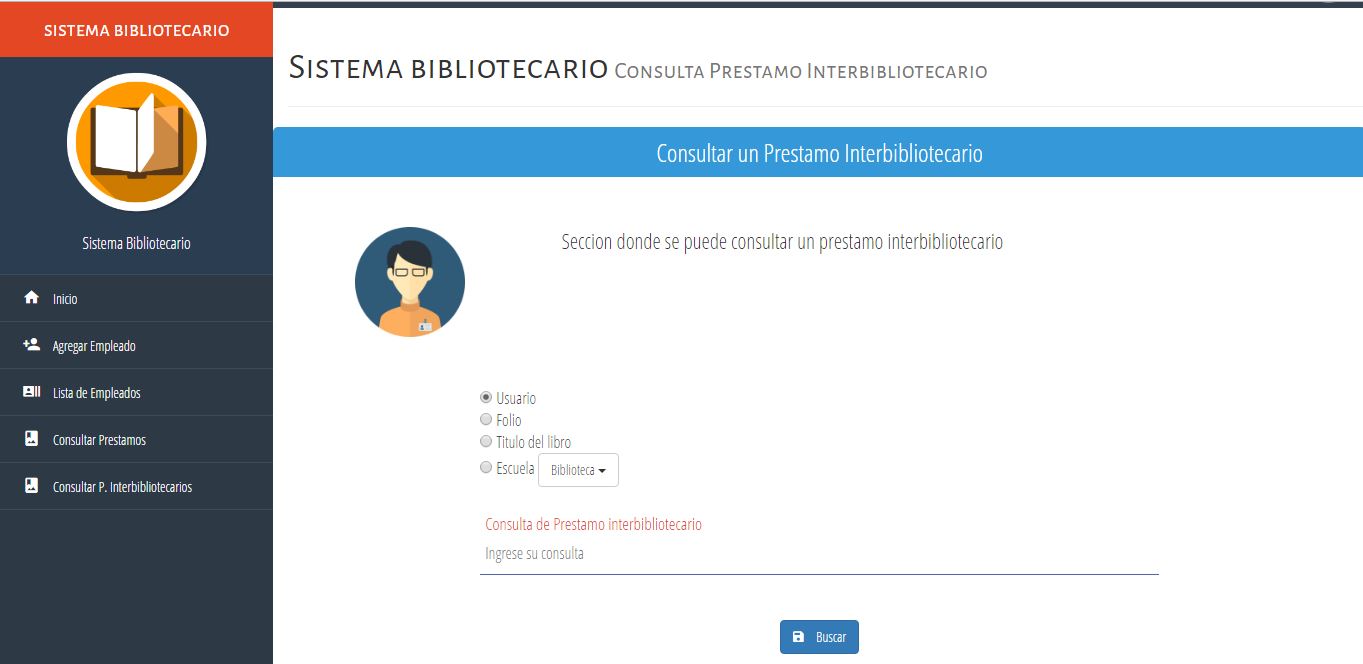 SISTEMA BIBLIOTECARIO
Sistema Bibliotecario
Inicio
Agregar Empleado
Lista de Empleados
Consultar Prestamos
Consultar P. Interbibliotecarios
Sistema bibliotecario Consulta Prestamo Interbibliotecario
Consultar un Prestamo Interbibliotecario
Seccion donde se puede consultar un prestamo interbibliotecario
Usuario
Folio
Titulo del libro
Escuela Biblioteca
Consulta de Prestamo interbibliotecario
Ingrese su consulta
Buscar